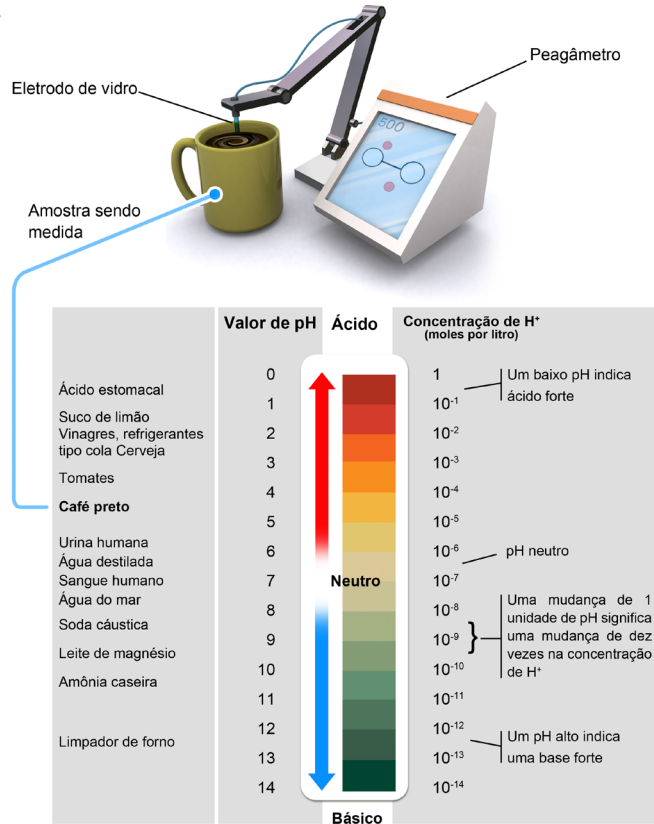 Peagâmetro
Eletrodo de vidro
500
Amostra sendo
medida
Valor de pH
Ácido
Concentração de H⁺
(moles por litro)
Ácido estomacal
Suco de limão
Vinagres, refrigerantes
tipo cola Cerveja
Tomates
Café preto
Urina humana
Água destilada
Sangue humano
Água do mar
Soda cáustica
Leite de magnésio
Amônia caseira
Limpador de forno
0
1
2
3
4
5
6
7
8
9
10
11
12
13
14
Neutro
Básico
1
10⁻¹
10⁻²
10⁻³
10⁻⁴
10⁻⁵
10⁻⁶
10⁻⁷
10⁻⁸
10⁻⁹
10⁻¹⁰
10⁻¹¹
10⁻¹²
10⁻¹³
10⁻¹⁴
Um baixo pH indica
ácido forte
pH neutro
Uma mudança de 1
unidade de pH significa
uma mudança de dez
vezes na concentração
de H⁺
Um pH alto indica
uma base forte